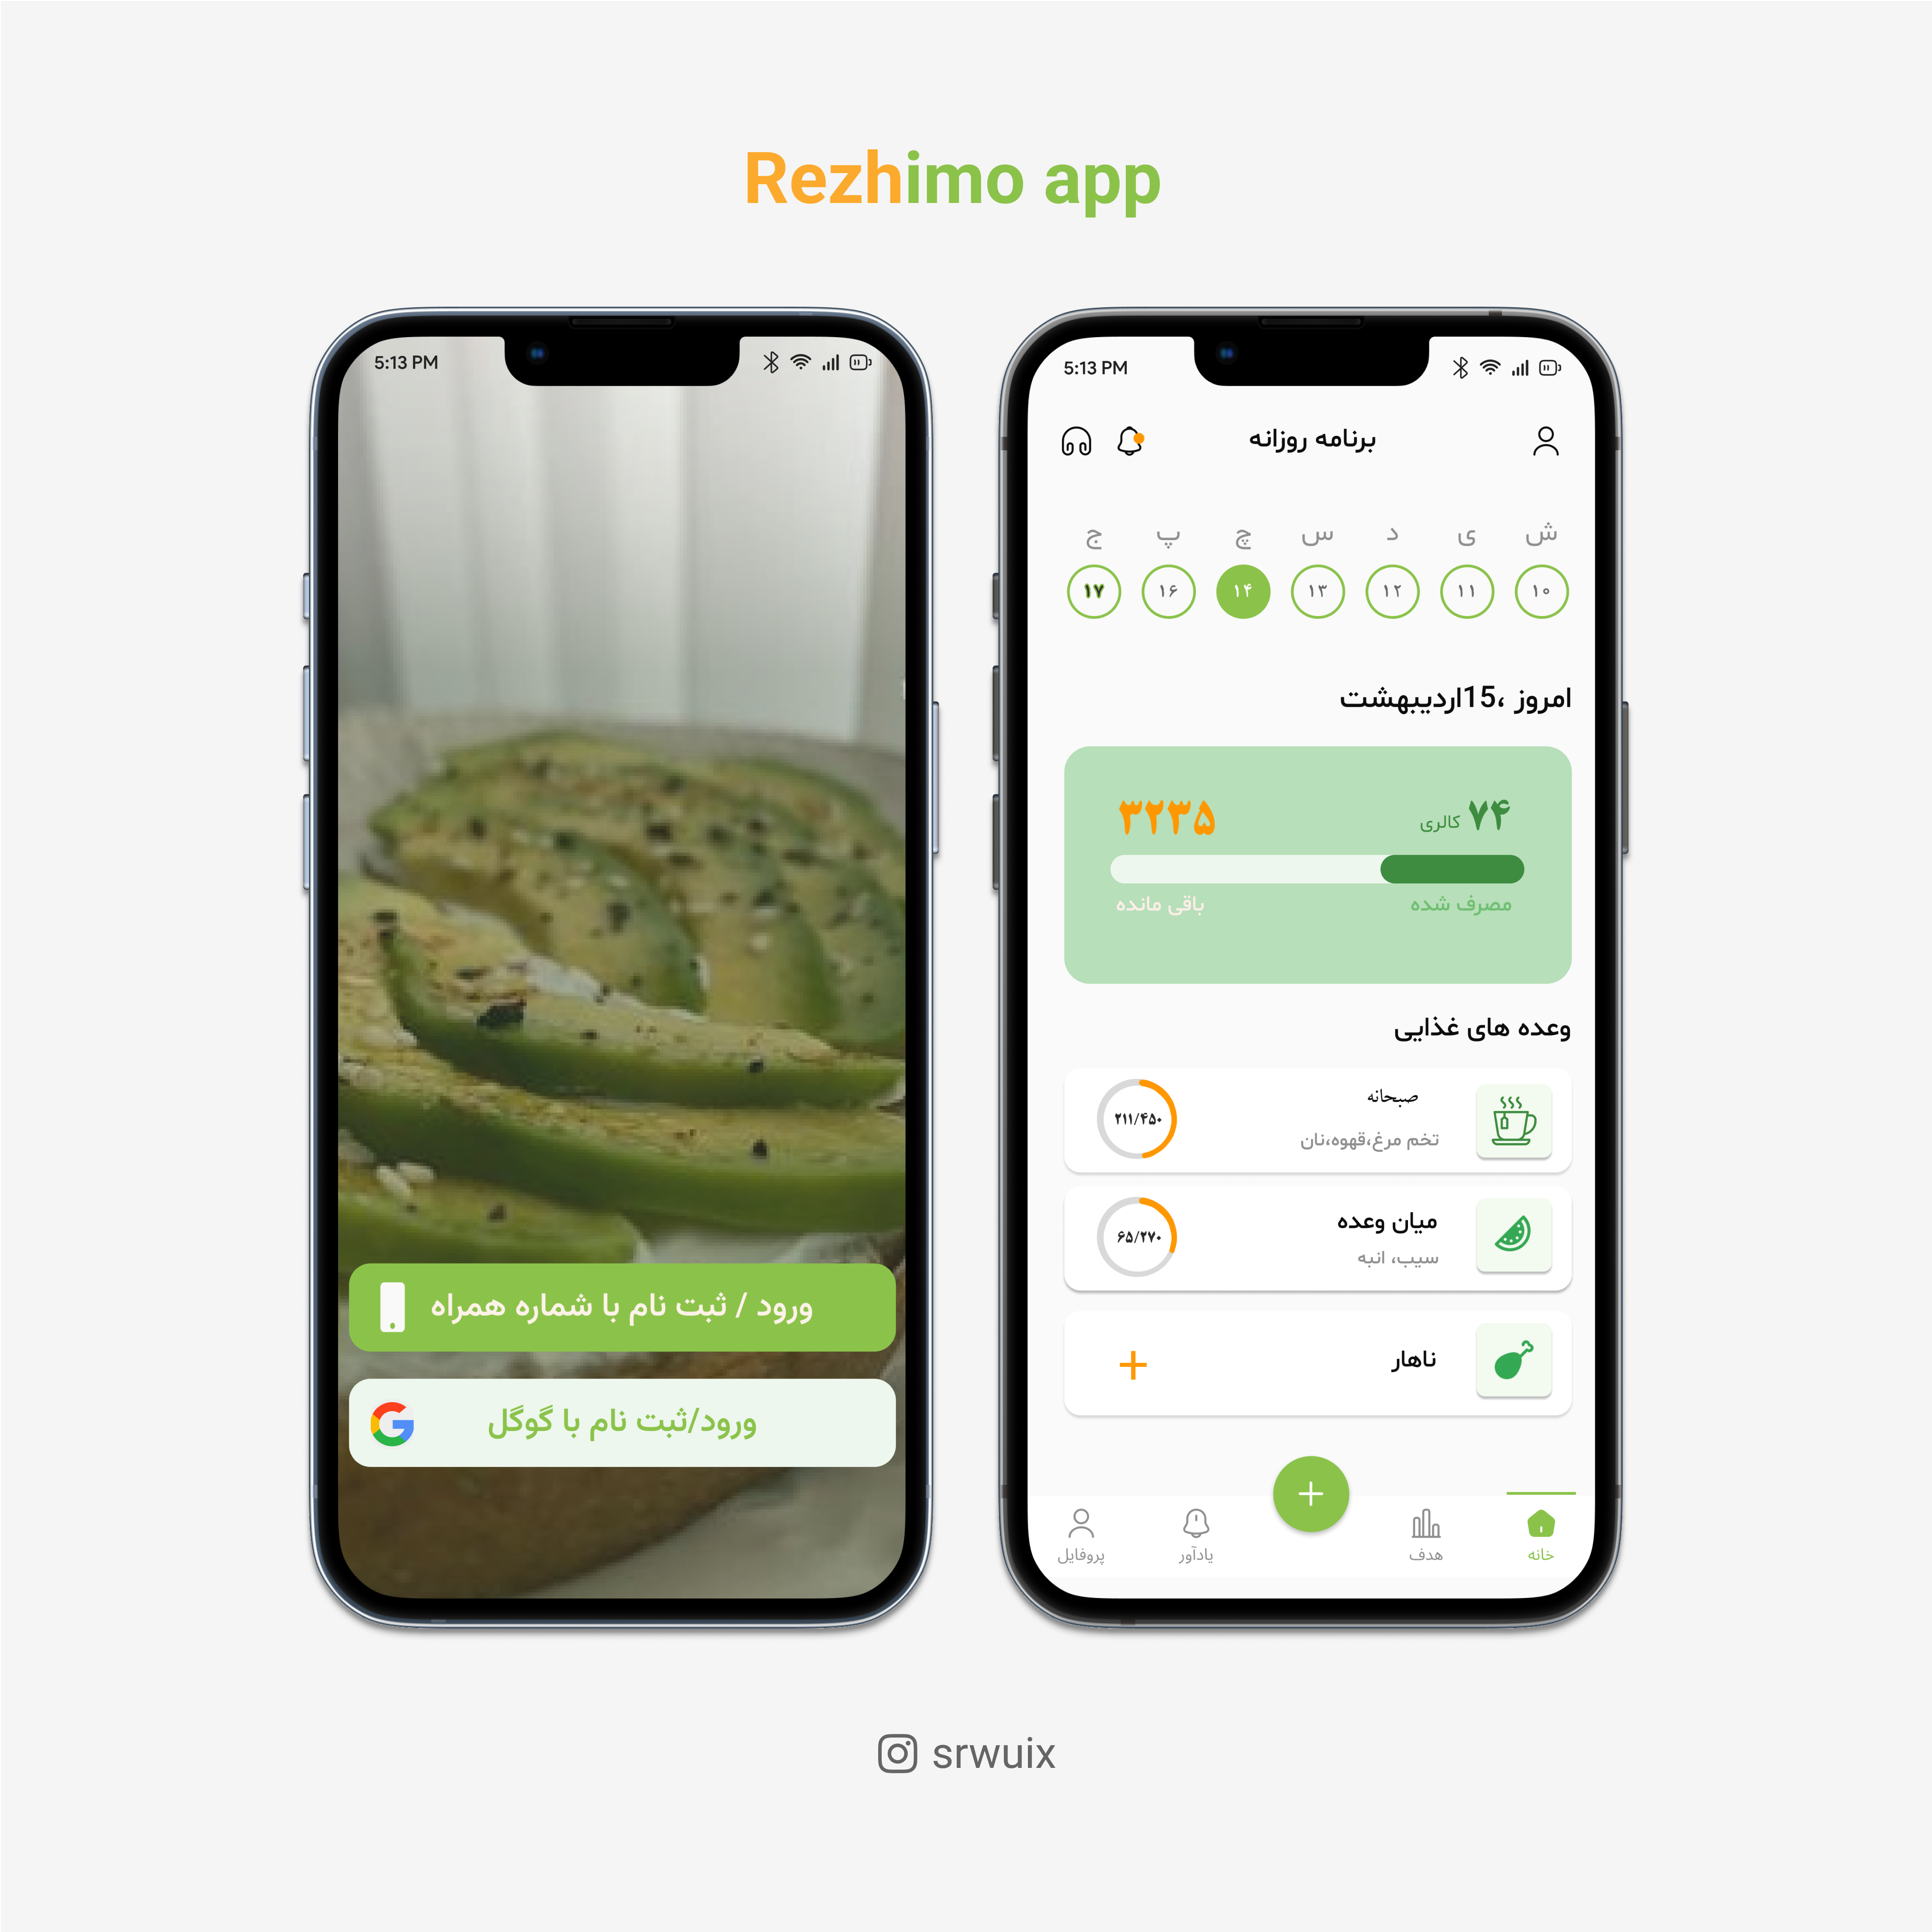 Rezhimo app
5:13 PM
ورود / ثبت نام با شماره همراه
ورود/ثبت نام با گوگل
5:13 PM
برنامه روزانه
ش ی د س چ پ ج
۱۰ ۱۱ ۱۲ ۱۳ ۱۴ ۱۶ ۱۷
امروز ،15اردیبهشت
۷۴ کالری ۳۲۳۵
مصرف شده باقی مانده
وعده های غذایی
صبحانه
تخم مرغ،قهوه،نان
۲۱۱/۴۵۰
میان وعده
سیب، انبه
۶۵/۲۷۰
ناهار
خانه هدف یادآور پروفایل
srwuix